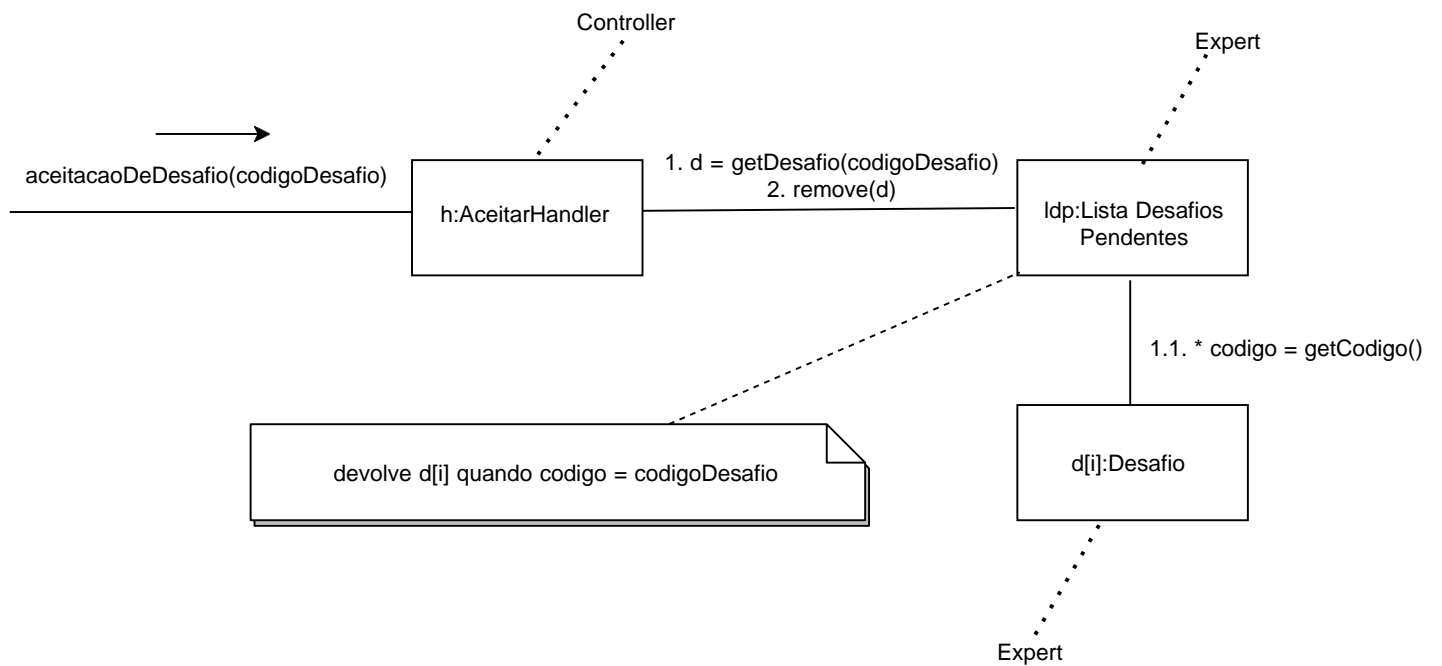 Controller
Expert
aceitacaoDeDesafio(codigoDesafio)
h:AceitarHandler
1. d = getDesafio(codigoDesafio)
2. remove(d)
ldp:Lista Desafios
Pendentes
1.1. * codigo = getCodigo()
devolve d[i] quando codigo = codigoDesafio
d[i]:Desafio
Expert